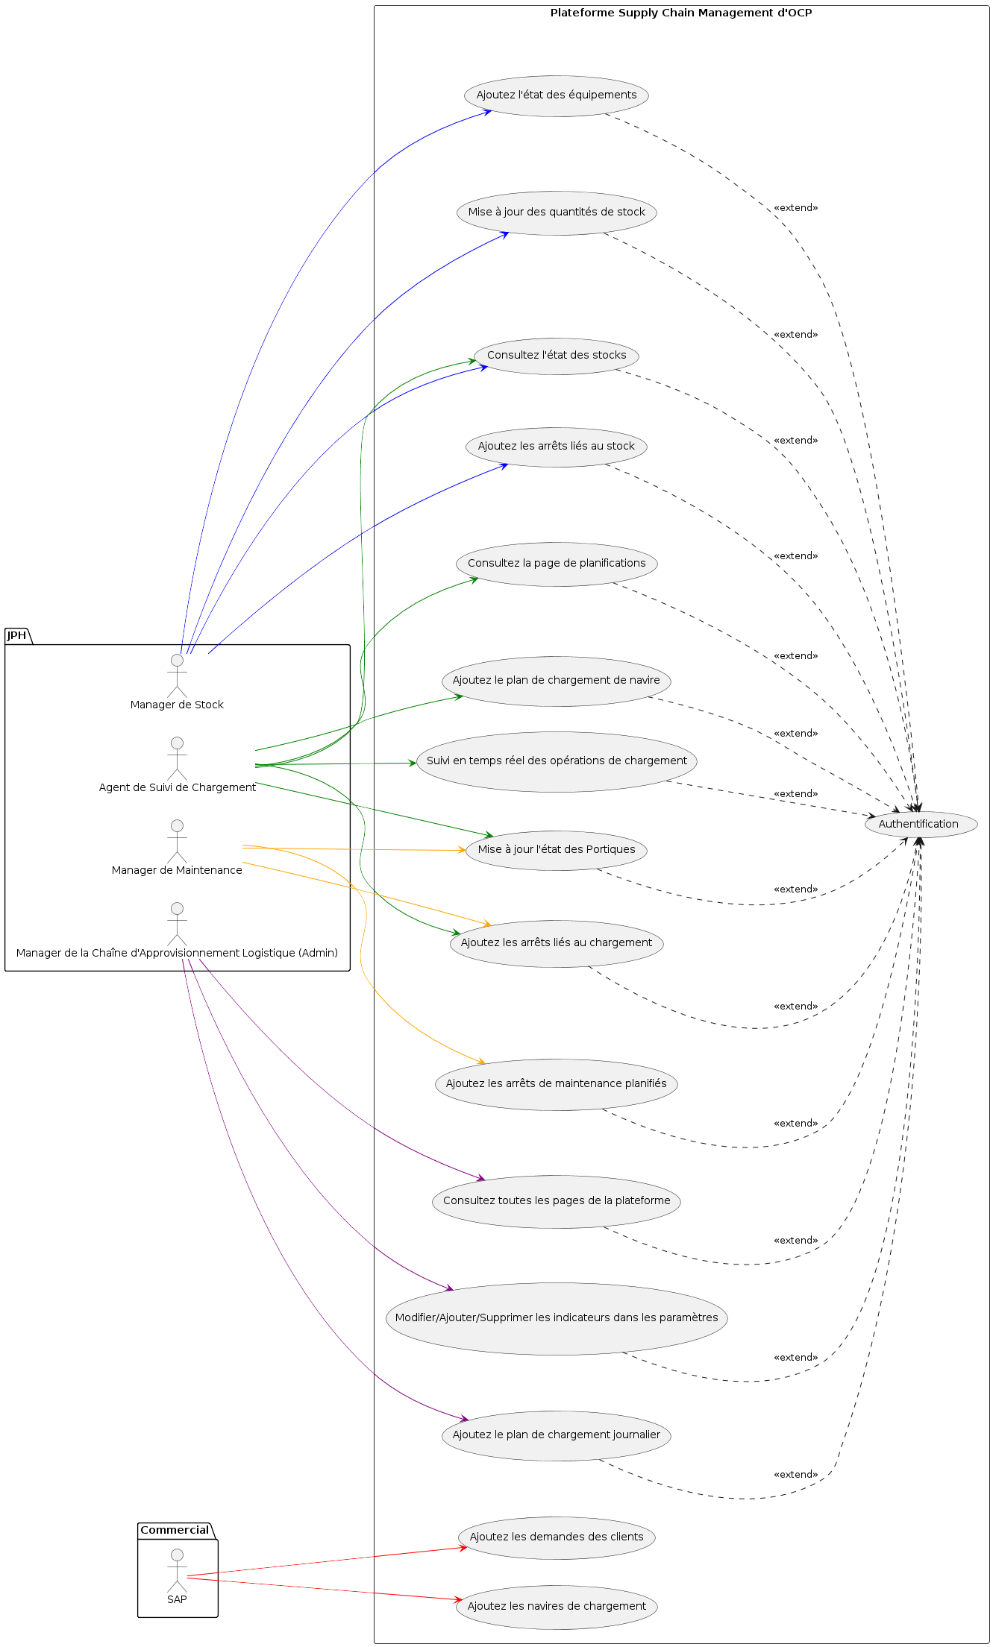 Plateforme Supply Chain Management d'OCP
Ajoutez l'état des équipements
«extend»
Mise à jour des quantités de stock
«extend»
Consultez l'état des stocks
«extend»
Ajoutez les arrêts liés au stock
«extend»
Consultez la page de planifications
JPH
«extend»
Ajoutez le plan de chargement de navire
Manager de Stock
«extend»
Suivi en temps réel des opérations de chargement
Agent de Suivi de Chargement
«extend»
Authentification
Mise à jour l'état des Portiques
Manager de Maintenance
«extend»
Ajoutez les arrêts liés au chargement
Manager de la Chaîne d'Approvisionnement Logistique (Admin)
«extend»
Ajoutez les arrêts de maintenance planifiés
«extend»
Consultez toutes les pages de la plateforme
«extend»
Modifier/Ajouter/Supprimer les indicateurs dans les paramètres
«extend»
Ajoutez le plan de chargement journalier
«extend»
Commercial
Ajoutez les demandes des clients
SAP
Ajoutez les navires de chargement